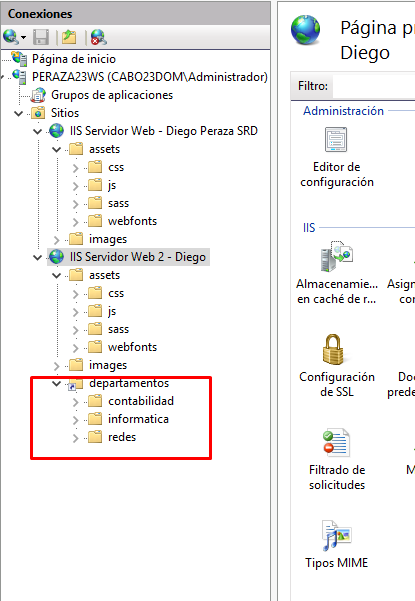 Conexiones
Página de inicio
PERAZA23WS (CABO23DOM\Administrador)
Grupos de aplicaciones
Sitios
IIS Servidor Web - Diego Peraza SRD
assets
css
js
sass
webfonts
images
IIS Servidor Web 2 - Diego
assets
css
js
sass
webfonts
images
departamentos
contabilidad
informatica
redes
Página p
Diego
Filtro:
Administración
Editor de
configuración
IIS
Almacenamie...
en caché de r...
Asign
co
Configuración
de SSL
Doc
prede
Filtrado de
solicitudes
M
Tipos MIME